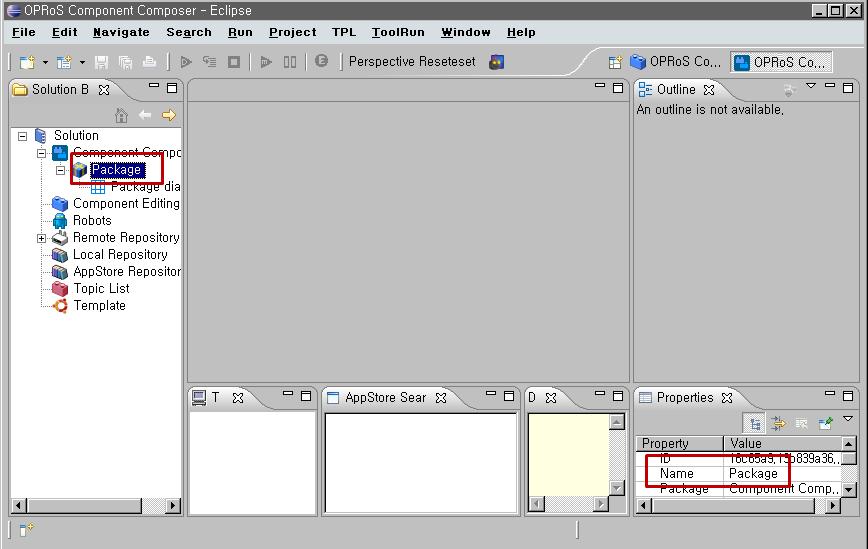 OPRoS Component Composer - Eclipse
File Edit Navigate Search Run Project TPL ToolRun Window Help
Perspective Reseteset
OPRoS Co...
OPRoS Co...
Solution B
Solution
Component Compo
Package
Package dia
Component Editing
Robots
Remote Repository
Local Repository
AppStore Repositor
Topic List
Template
Outline
An outline is not available.
T
AppStore Sear
D
Properties
Property Value
ID 16c65a9,15b839a36,..
Name Package
Package Component Comp...